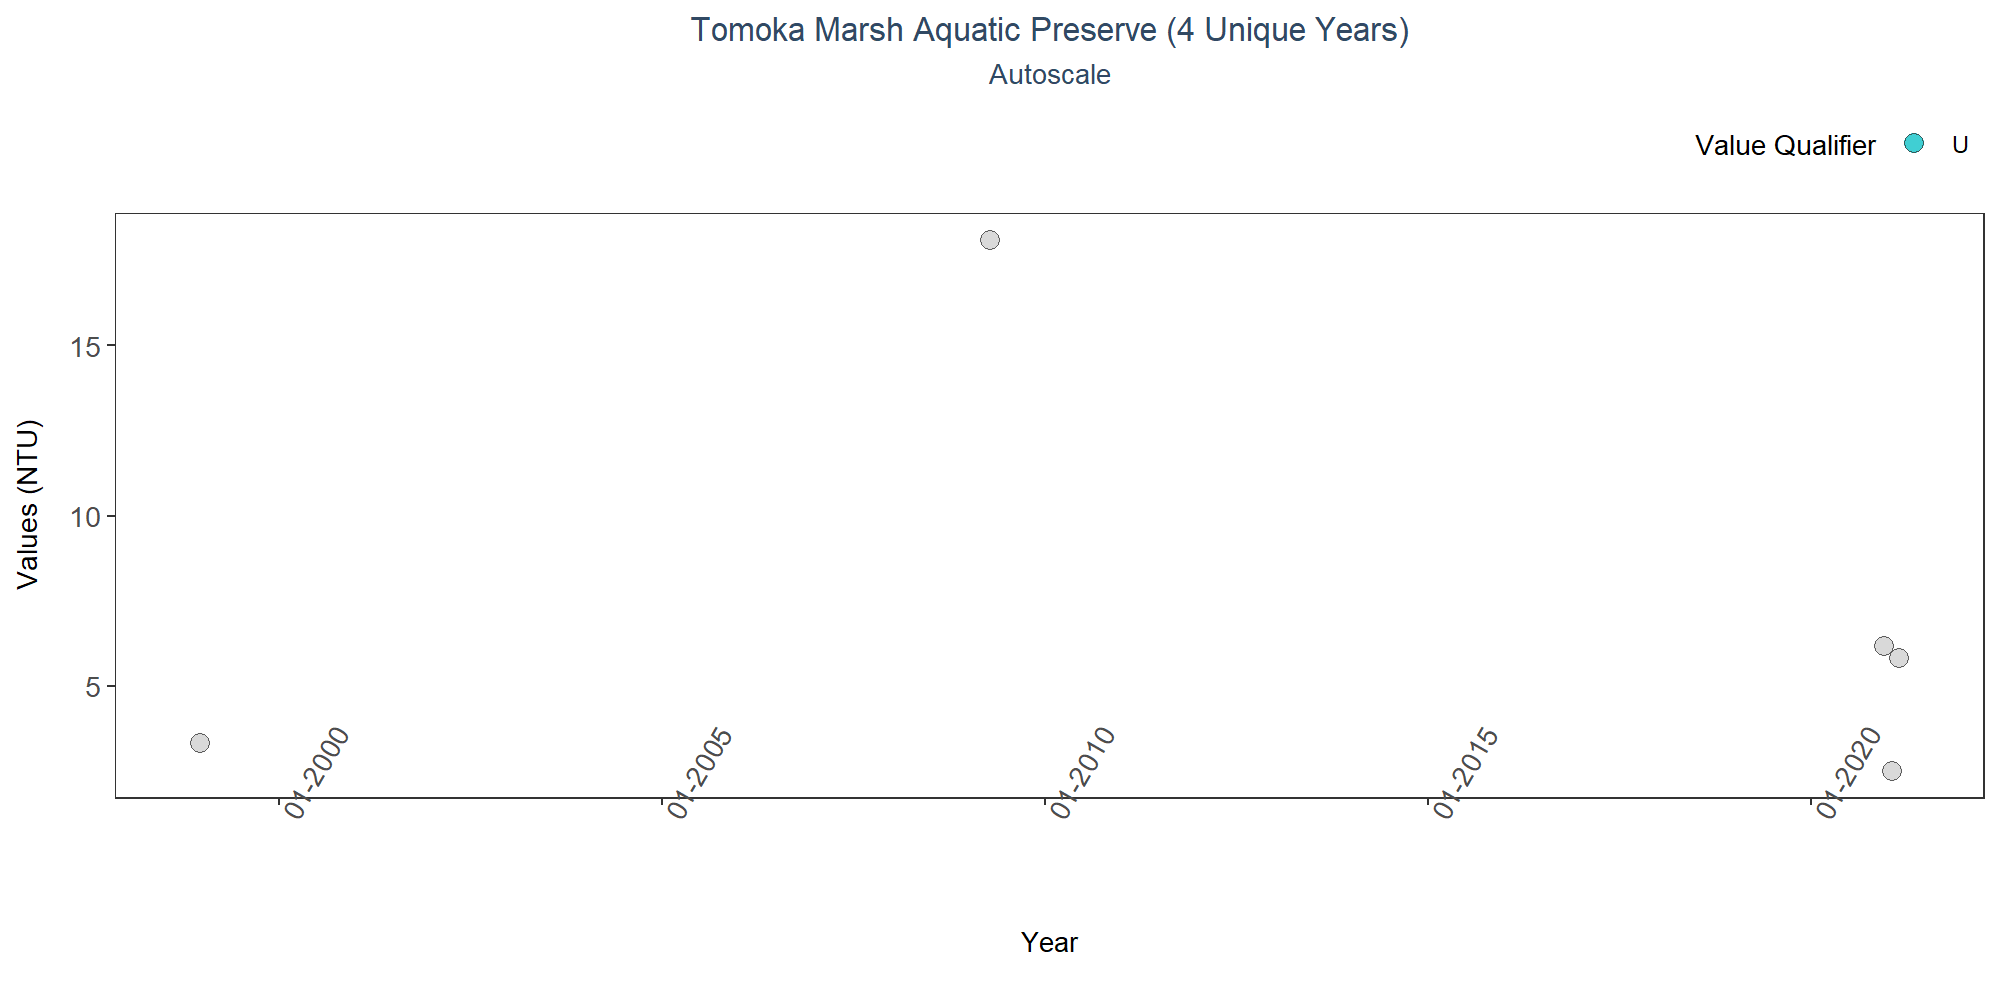 Tomoka Marsh Aquatic Preserve (4 Unique Years)
Autoscale
Value Qualifier U
Values (NTU)
15
10
5
01-2000 01-2005 01-2010 01-2015 01-2020
Year